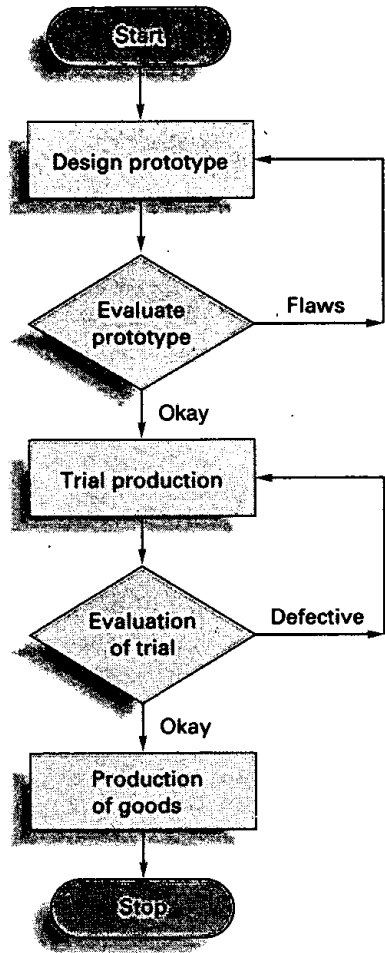 Start
Design prototype
Evaluate
prototype
Flaws
Okay
Trial production
Evaluation
of trial
Defective
Okay
Production
of goods
Stop